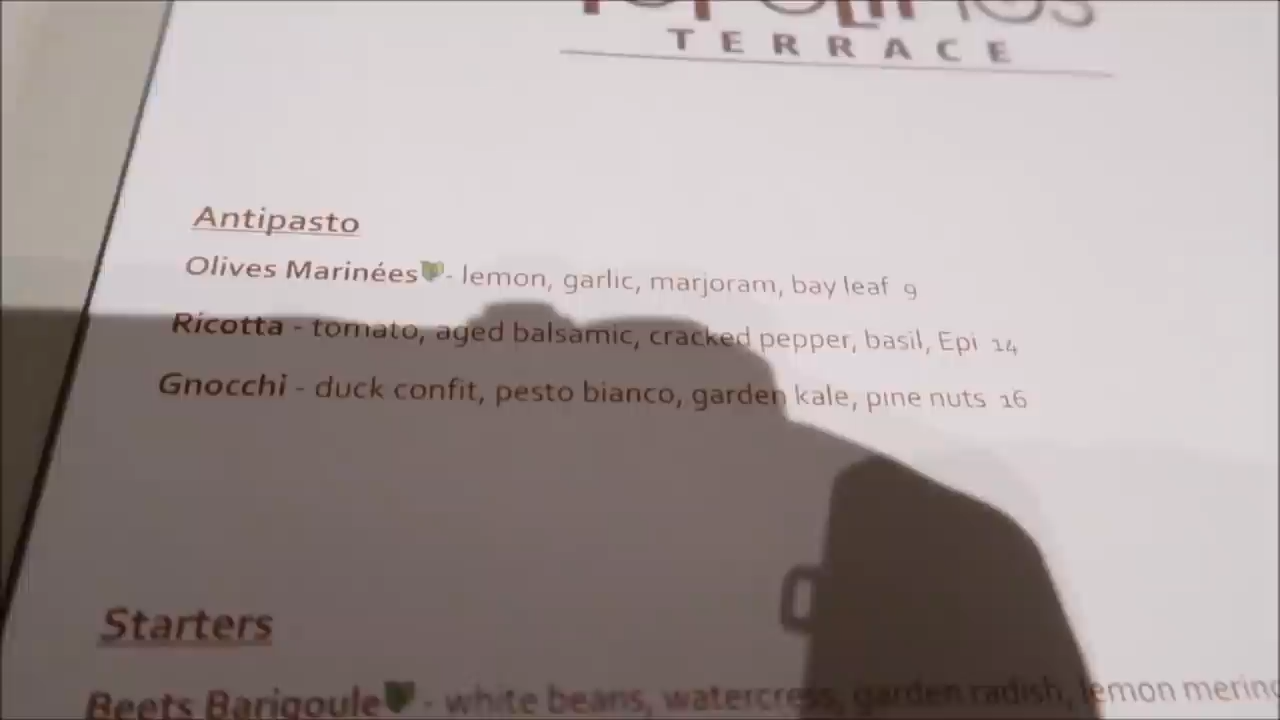 TERRACE
Antipasto
Olives Marinées - lemon, garlic, marjoram, bay leaf 9
Ricotta - tomato, aged balsamic, cracked pepper, basil, Epi 14
Gnocchi - duck confit, pesto bianco, garden kale, pine nuts 16
Starters
Beets Barigoule - white beans, watercress, garden radish, lemon